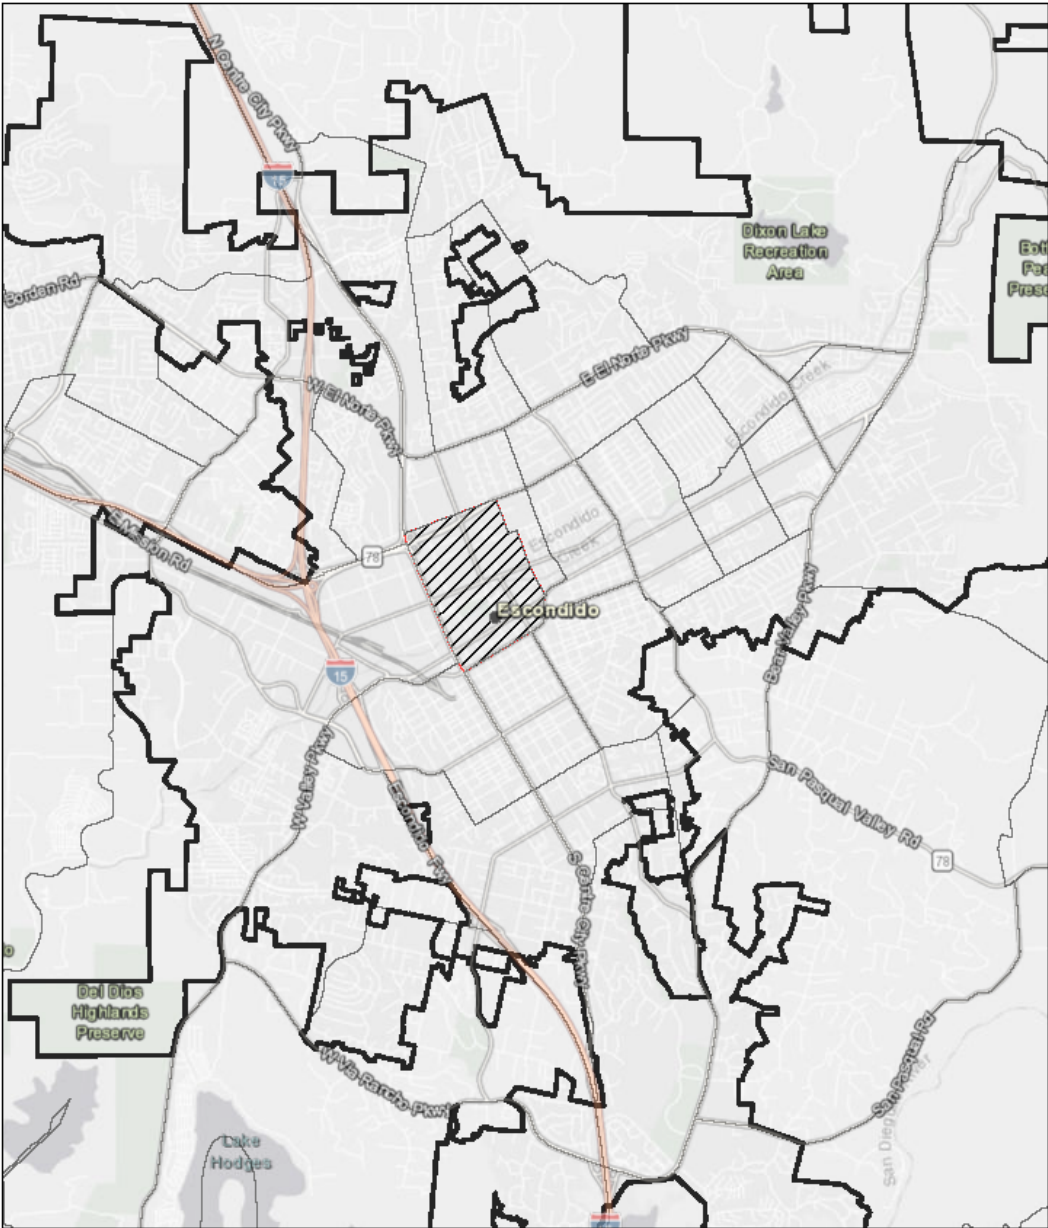 N Centre City Pkwy
15
Dixon Lake
Recreation
Area
Borden Rd
E El Norte Pkwy
W El Norte Pkwy
Escondido Creek
Escondido
Creek
78
E Mission Rd
Escondido
15
Bear Valley Pkwy
W Valley Pkwy
San Pasqual Valley Rd
Escondido Fwy
78
S Centre City Pkwy
Del Dios
Highlands
Preserve
San Pasqual Rd
W Via Rancho Pkwy
Lake
Hodges
San Dieg